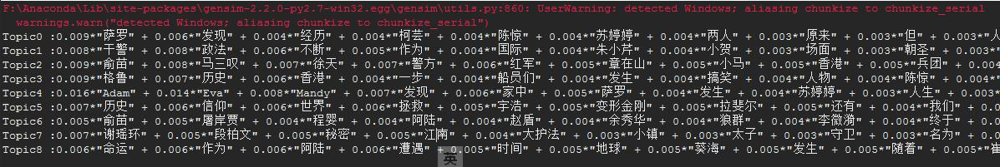 F:\Anaconda\Lib\site-packages\gensim-2.2.0-py2.7-win32.egg\gensim\utils.py:860: UserWarning: detected Windows; aliasing chunkize to chunkize_serial
warnings.warn("detected Windows; aliasing chunkize to chunkize_serial")
Topic0 :0.009*"萨罗" + 0.006*"发现" + 0.004*"经历" + 0.004*"柯芸" + 0.004*"陈惊" + 0.004*"苏婷婷" + 0.004*"两人" + 0.003*"原来" + 0.003*"但" + 0.003*"人
Topic1 :0.008*"干警" + 0.008*"政法" + 0.006*"不断" + 0.005*"作为" + 0.004*"国际" + 0.004*"朱小芹" + 0.004*"小贺" + 0.003*"场面" + 0.003*"朝圣" + 0.003*
Topic2 :0.009*"俞苗" + 0.008*"马三叹" + 0.007*"徐天" + 0.007*"警方" + 0.006*"红军" + 0.005*"章在山" + 0.005*"小马" + 0.005*"香港" + 0.005*"兵团" + 0.004*
Topic3 :0.009*"格鲁" + 0.007*"历史" + 0.006*"香港" + 0.004*"一步" + 0.004*"船员们" + 0.004*"发生" + 0.004*"搞笑" + 0.004*"人物" + 0.004*"陈惊" + 0.004*
Topic4 :0.016*"Adam" + 0.014*"Eva" + 0.008*"Mandy" + 0.007*"发现" + 0.006*"家中" + 0.005*"萨罗" + 0.004*"发生" + 0.004*"苏婷婷" + 0.003*"人生" + 0.003*
Topic5 :0.007*"历史" + 0.006*"信仰" + 0.006*"世界" + 0.006*"拯救" + 0.005*"宇浩" + 0.005*"变形金刚" + 0.005*"拉斐尔" + 0.005*"还有" + 0.004*"我们" + 0.
Topic6 :0.005*"俞苗" + 0.005*"屠岸贾" + 0.004*"程婴" + 0.004*"阿陆" + 0.004*"赵盾" + 0.004*"余秀华" + 0.004*"狼群" + 0.004*"李微漪" + 0.004*"终于" + 0.
Topic7 :0.007*"谢瑶环" + 0.005*"段柏文" + 0.005*"秘密" + 0.005*"江南" + 0.004*"大护法" + 0.003*"小镇" + 0.003*"太子" + 0.003*"守卫" + 0.003*"名为" + 0.
Topic8 :0.006*"命运" + 0.006*"作为" + 0.006*"阿陆" + 0.006*"遭遇" + 0.005*"时间" + 0.005*"地球" + 0.005*"葵海" + 0.005*"发生" + 0.005*"随着" + 0.005*"崔
英